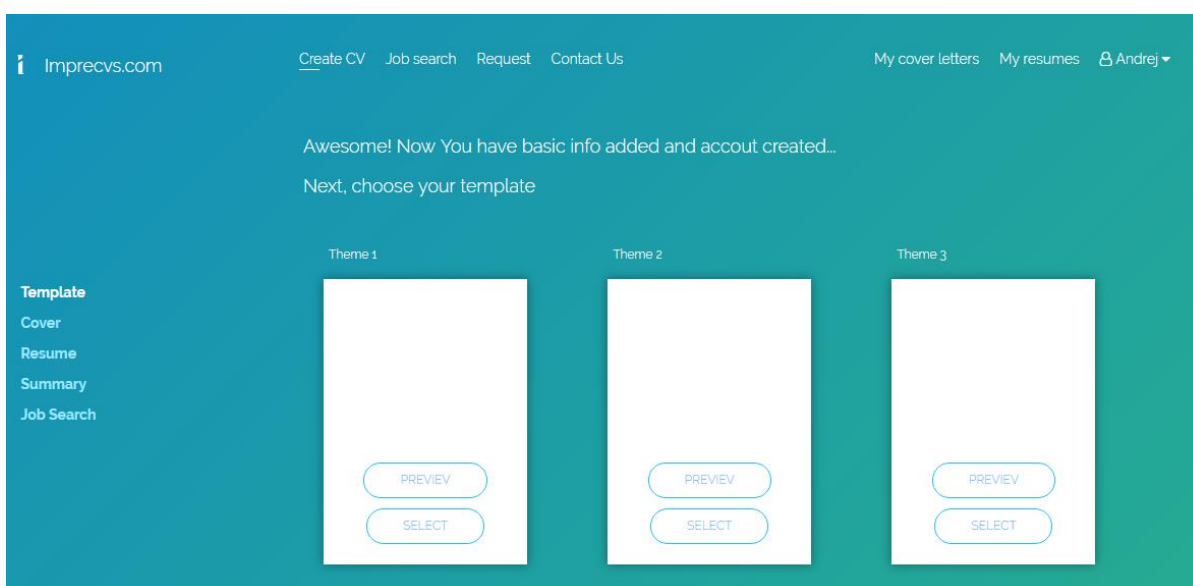 Imprecvs.com
Create CV Job search Request Contact Us
My cover letters My resumes Andrej
Awesome! Now You have basic info added and accout created...
Next, choose your template
Theme 1 Theme 2 Theme 3
Template
Cover
Resume
Summary
Job Search
PREVIEV PREVIEV PREVIEV
SELECT SELECT SELECT